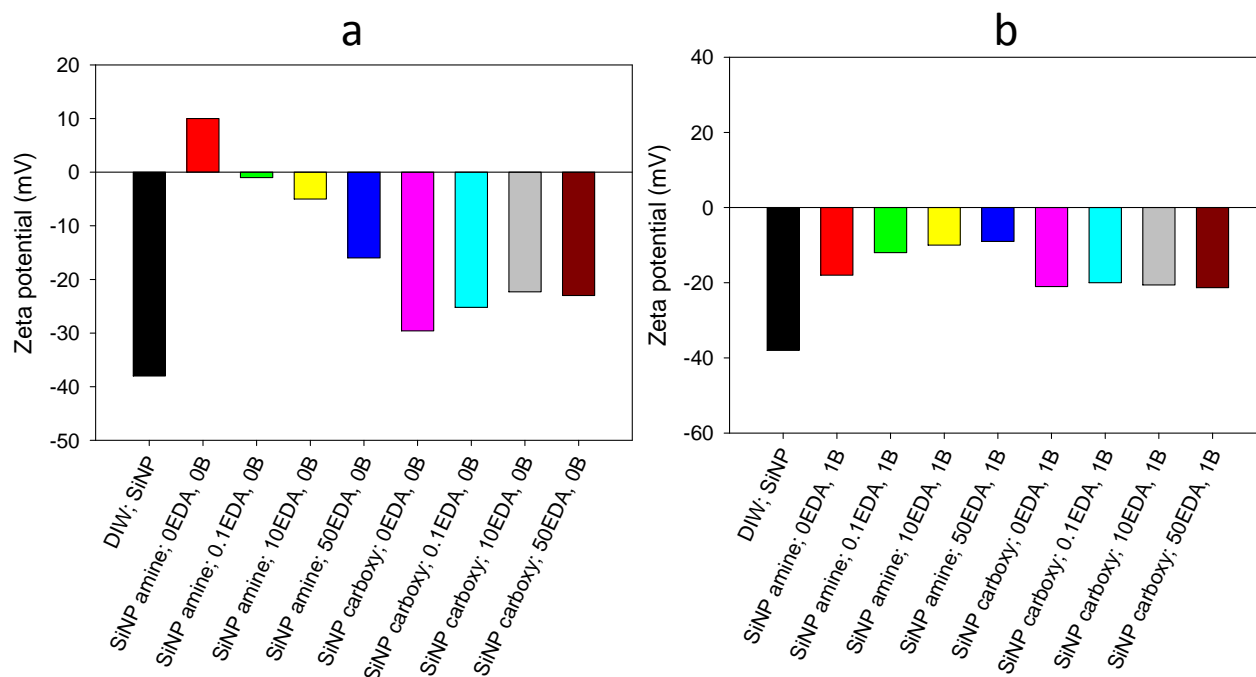 a
Zeta potential (mV)
20
10
0
-10
-20
-30
-40
-50
DIW; SiNP
SiNP amine; 0EDA, 0B
SiNP amine; 0.1EDA, 0B
SiNP amine; 10EDA, 0B
SiNP amine; 50EDA, 0B
SiNP carboxy; 0EDA, 0B
SiNP carboxy; 0.1EDA, 0B
SiNP carboxy; 10EDA, 0B
SiNP carboxy; 50EDA, 0B
b
Zeta potential (mV)
40
20
0
-20
-40
-60
DIW; SiNP
SiNP amine; 0EDA, 1B
SiNP amine; 0.1EDA, 1B
SiNP amine; 10EDA, 1B
SiNP amine; 50EDA, 1B
SiNP carboxy; 0EDA, 1B
SiNP carboxy; 0.1EDA, 1B
SiNP carboxy; 10EDA, 1B
SiNP carboxy; 50EDA, 1B